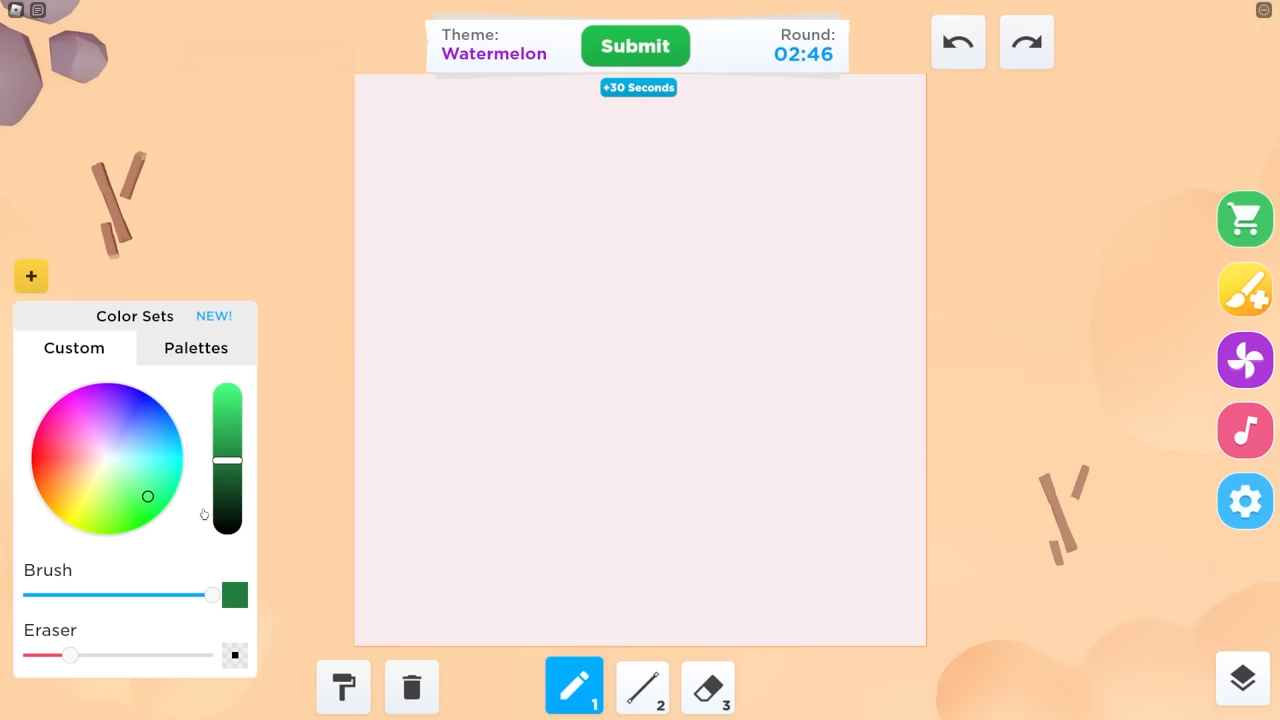 Theme:
Watermelon
Submit
Round:
02:46
+30 Seconds
+
Color Sets NEW!
Custom
Palettes
Brush
Eraser
1
2
3